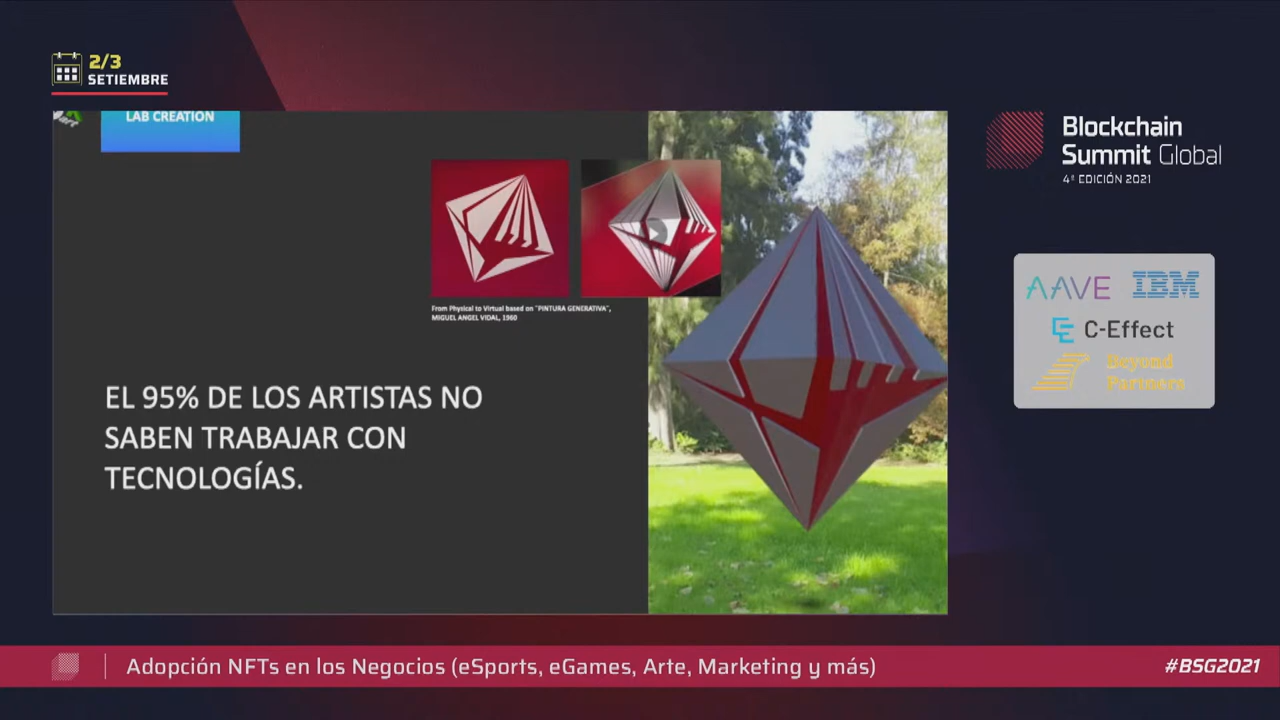 2/3
SETIEMBRE
LAB CREATION
Blockchain
Summit Global
4ª EDICIÓN 2021
From Physical to Virtual based on "PINTURA GENERATIVA",
MIGUEL ANGEL VIDAL, 1960
AAVE IBM
C-Effect
Beyond
Partners
EL 95% DE LOS ARTISTAS NO
SABEN TRABAJAR CON
TECNOLOGÍAS.
Adopción NFTs en los Negocios (eSports, eGames, Arte, Marketing y más)
#BSG2021